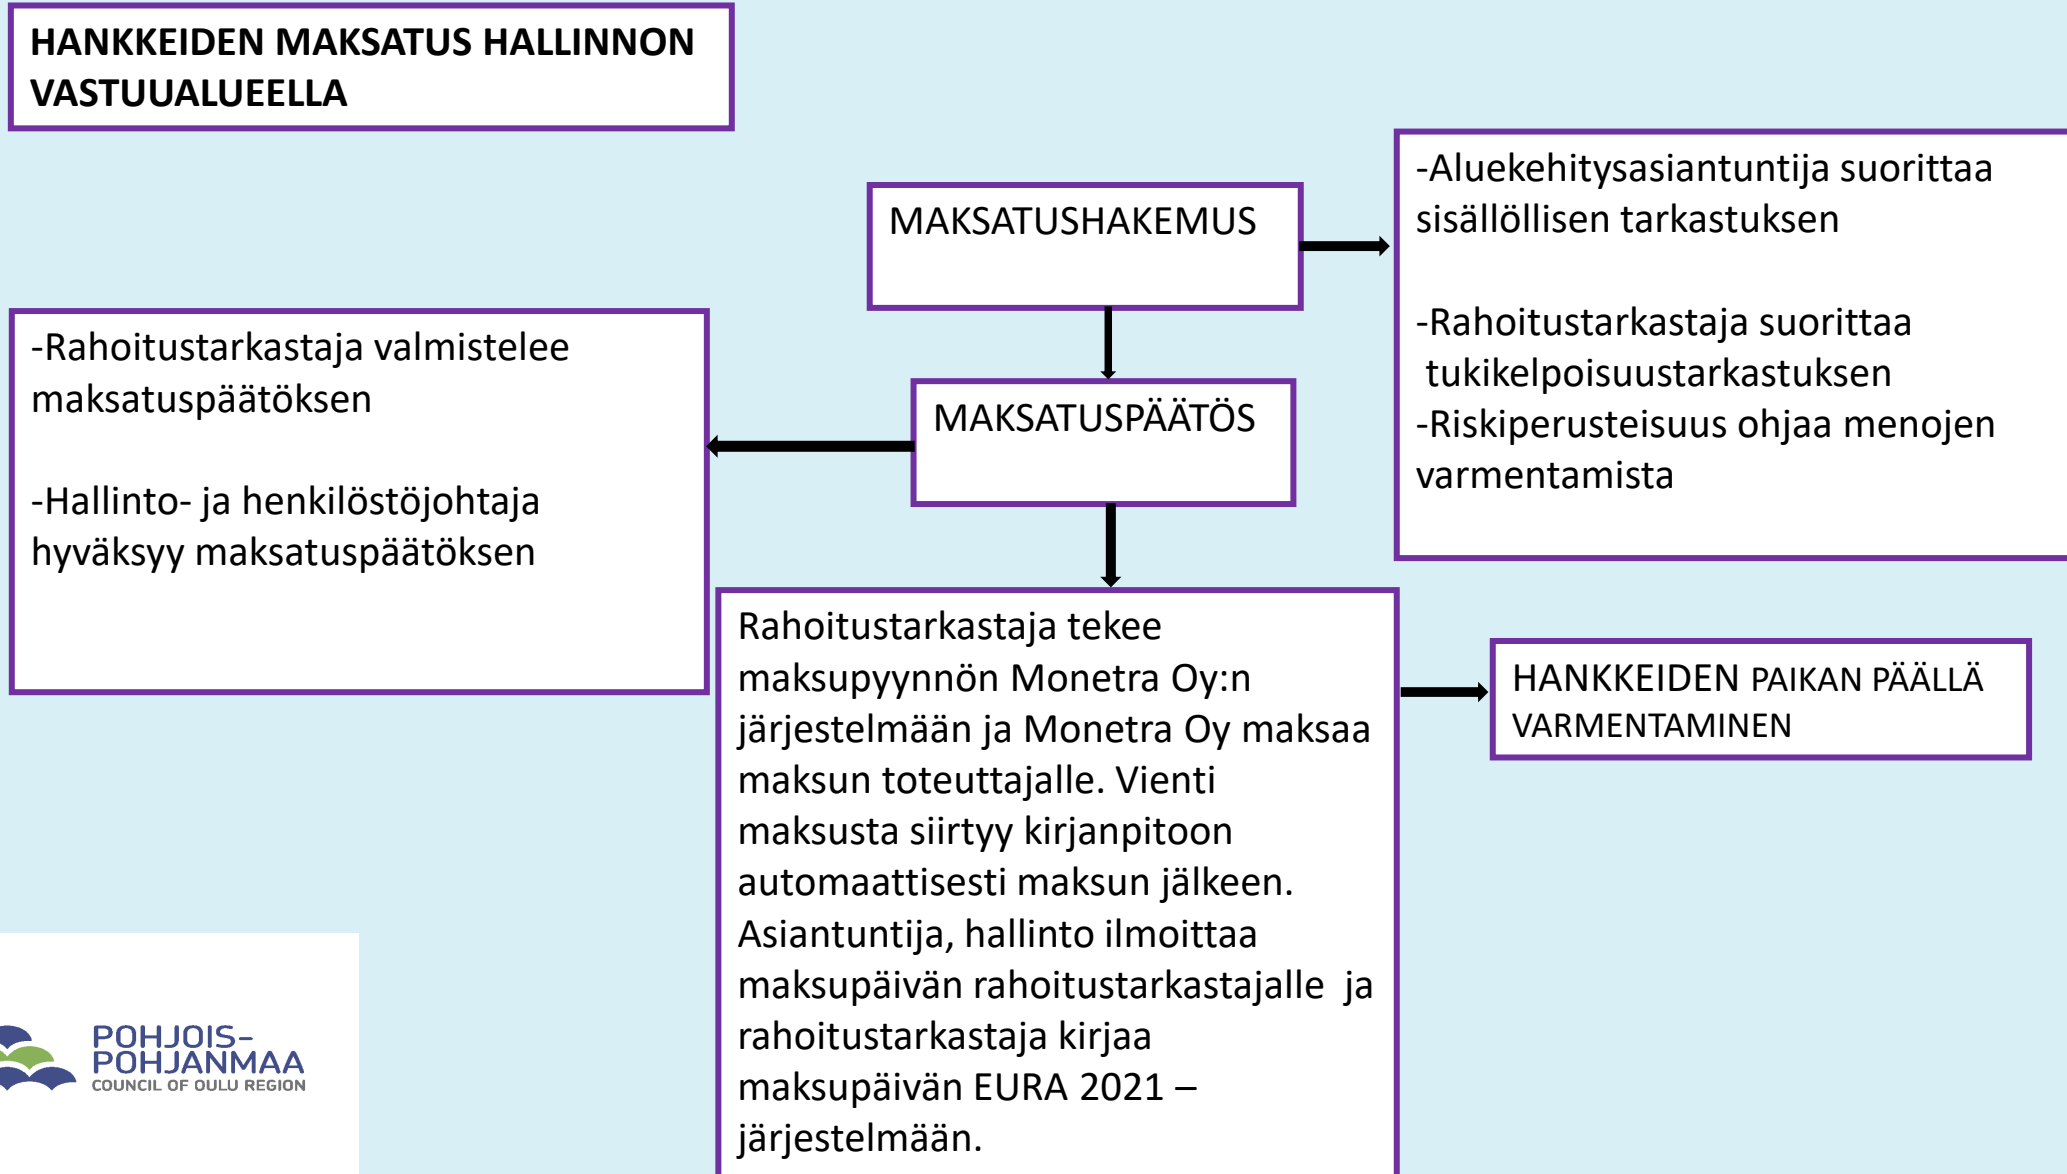 HANKKEIDEN MAKSATUS HALLINNON
VASTUUALUEELLA
MAKSATUSHAKEMUS
-Aluekehitysasiantuntija suorittaa
sisällöllisen tarkastuksen
-Rahoitustarkastaja suorittaa
tukikelpoisuustarkastuksen
-Riskiperusteisuus ohjaa menojen
varmentamista
-Rahoitustarkastaja valmistelee
maksatuspäätöksen
-Hallinto- ja henkilöstöjohtaja
hyväksyy maksatuspäätöksen
MAKSATUSPÄÄTÖS
Rahoitustarkastaja tekee
maksupyynnön Monetra Oy:n
järjestelmään ja Monetra Oy maksaa
maksun toteuttajalle. Vienti
maksusta siirtyy kirjanpitoon
automaattisesti maksun jälkeen.
Asiantuntija, hallinto ilmoittaa
maksupäivän rahoitustarkastajalle  ja
rahoitustarkastaja kirjaa
maksupäivän EURA 2021 –
järjestelmään.
HANKKEIDEN PAIKAN PÄÄLLÄ
VARMENTAMINEN
POHJOIS-
POHJANMAA
COUNCIL OF OULU REGION